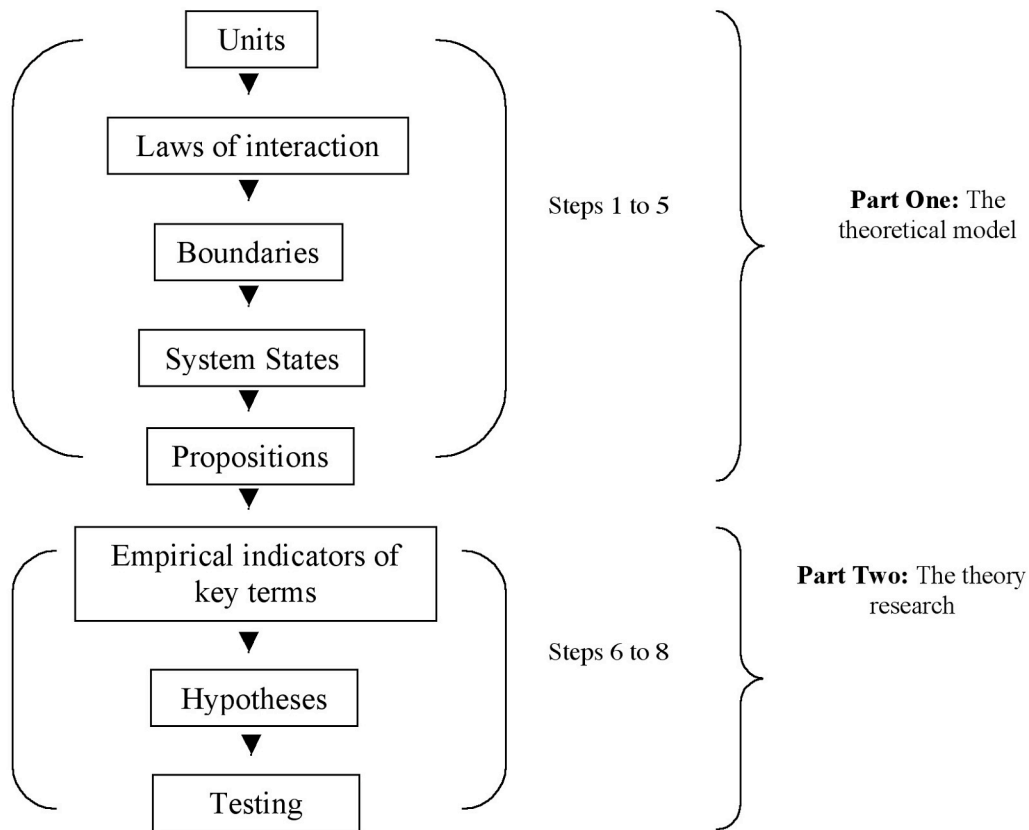 Units
Laws of interaction
Boundaries
System States
Propositions
Steps 1 to 5
Part One: The
theoretical model
Empirical indicators of
key terms
Hypotheses
Testing
Steps 6 to 8
Part Two: The theory
research